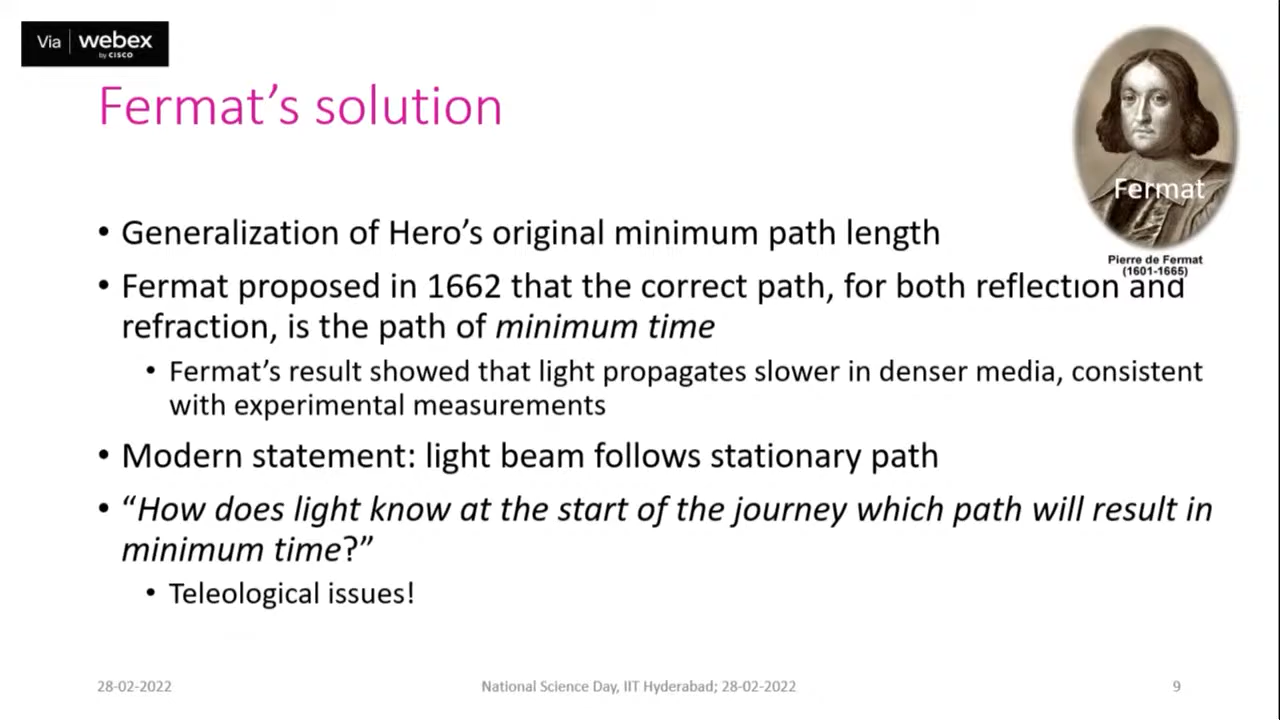 Via | webex
by CISCO
Fermat's solution
Fermat
Pierre de Fermat
(1601-1665)
• Generalization of Hero's original minimum path length
• Fermat proposed in 1662 that the correct path, for both reflection and
refraction, is the path of minimum time
• Fermat's result showed that light propagates slower in denser media, consistent
with experimental measurements
• Modern statement: light beam follows stationary path
• “How does light know at the start of the journey which path will result in
minimum time?”
• Teleological issues!
28-02-2022
National Science Day, IIT Hyderabad; 28-02-2022
9